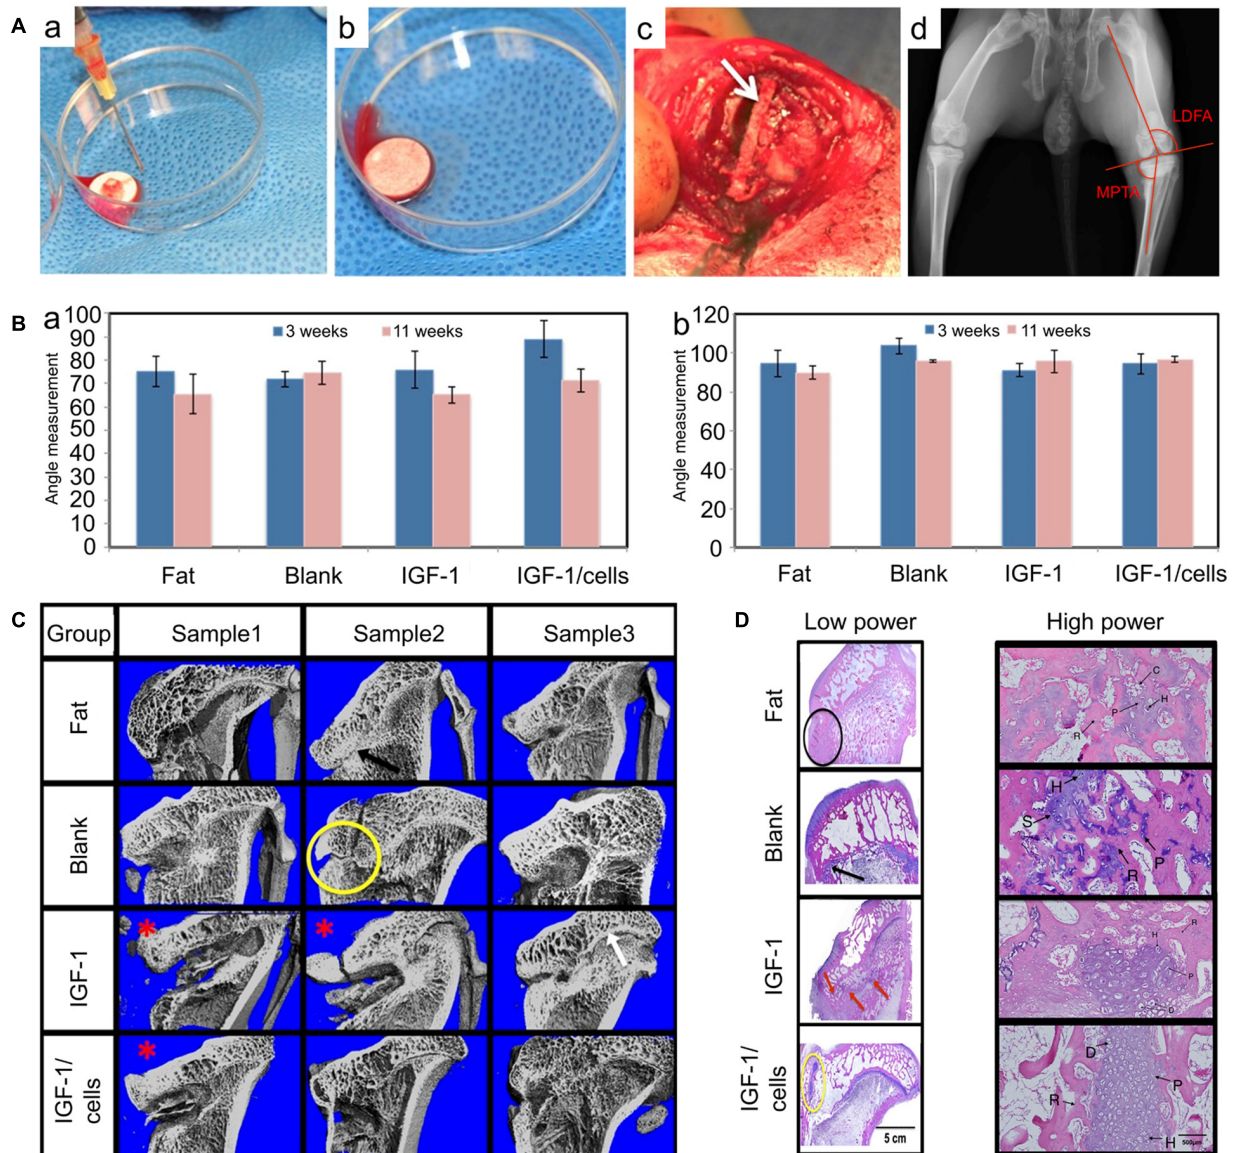 A
a
b
c
d
LDFA
MPTA
B
a
100
90
80
70
60
50
40
30
20
10
0
Angle measurement
3 weeks
11 weeks
Fat
Blank
IGF-1
IGF-1/cells
b
120
100
80
60
40
20
0
Angle measurement
3 weeks
11 weeks
Fat
Blank
IGF-1
IGF-1/cells
C
Group
Sample1
Sample2
Sample3
Fat
Blank
IGF-1
*
*
IGF-1/
cells
*
D
Low power
High power
Fat
C
H
P
R
Blank
H
S
P
R
IGF-1
R
H
P
D
IGF-1/
cells
5 cm
D
P
R
H
500μm